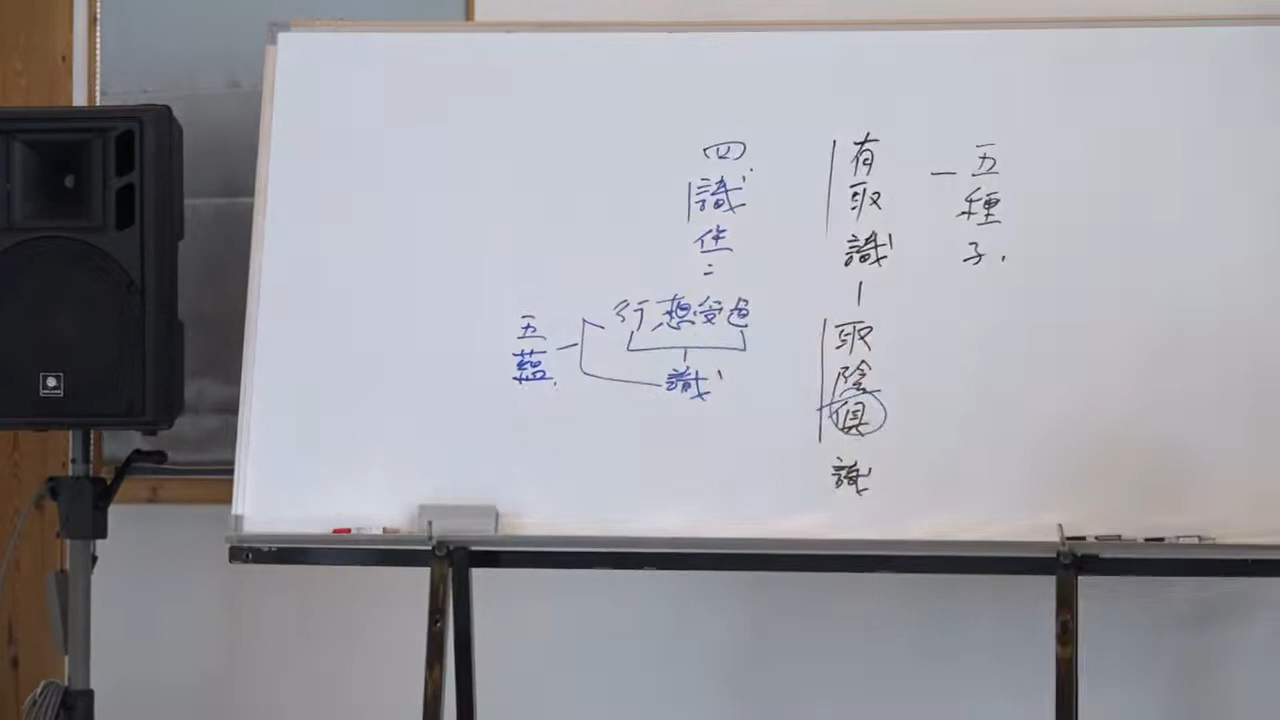 五種子.
有取識－取陰俱識
四識住：
行想受色
識
五蘊.